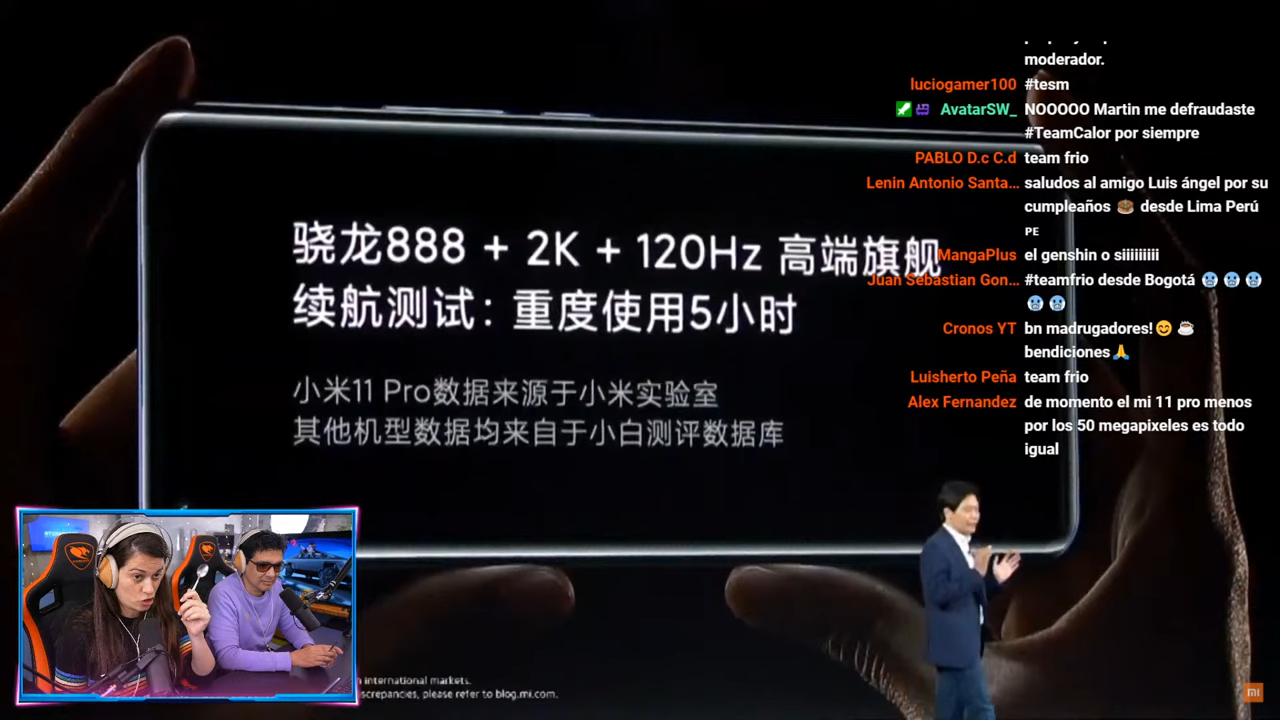 骁龙888 + 2K + 120Hz 高端旗舰
续航测试：重度使用5小时
小米11 Pro数据来源于小米实验室
其他机型数据均来自于小白测评数据库
moderador.
luciogamer100 #tesm
AvatarSW_ NOOOOO Martin me defraudaste
#TeamCalor por siempre
PABLO D.c C.d team frio
Lenin Antonio Santa... saludos al amigo Luis ángel por su
cumpleaños 🎂 desde Lima Perú
PE
MangaPlus el genshin o siiiiiiiii
Juan Sebastian Gon... #teamfrio desde Bogotá 🥶 🥶 🥶
🥶 🥶
Cronos YT bn madrugadores!😊 ☕
bendiciones🙏
Luisherto Peña team frio
Alex Fernandez de momento el mi 11 pro menos
por los 50 megapixeles es todo
igual
international markets.
screpancies, please refer to blog.mi.com.
mi